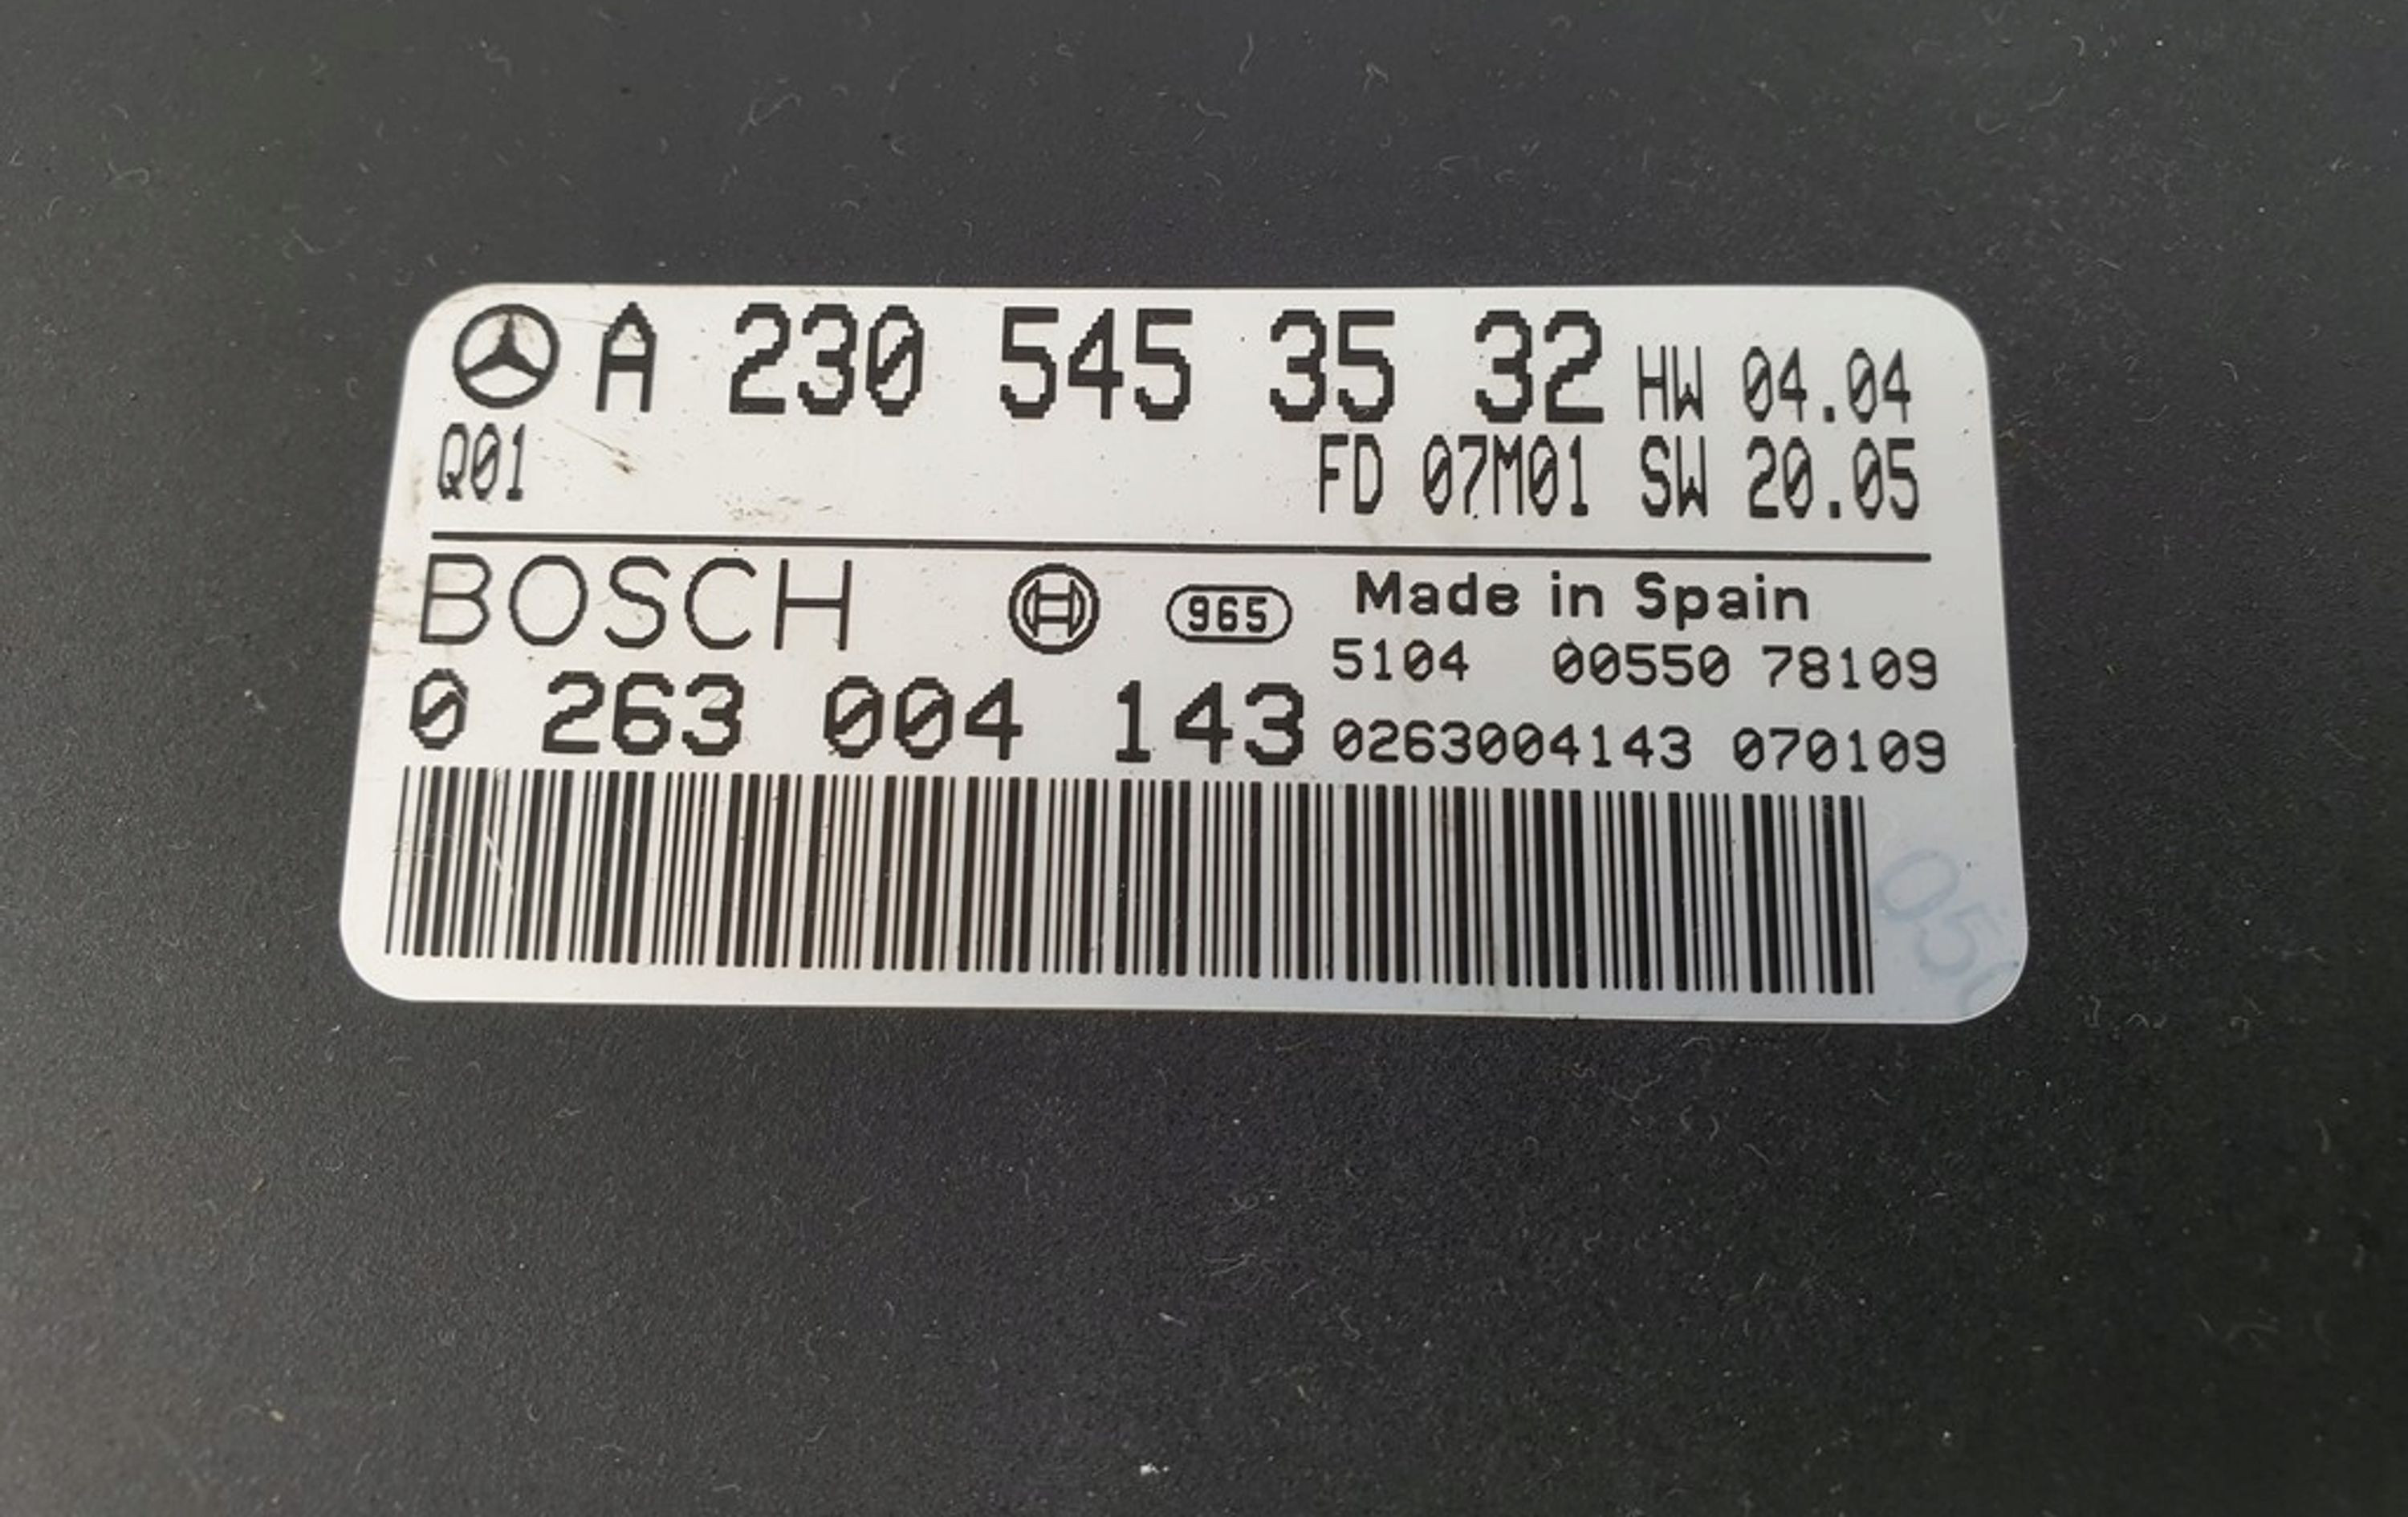 A 230 545 35 32 HW 04.04
Q01 FD 07M01 SW 20.05
BOSCH 965 Made in Spain
5104 00550 78109
0 263 004 143 0263004143 070109
05